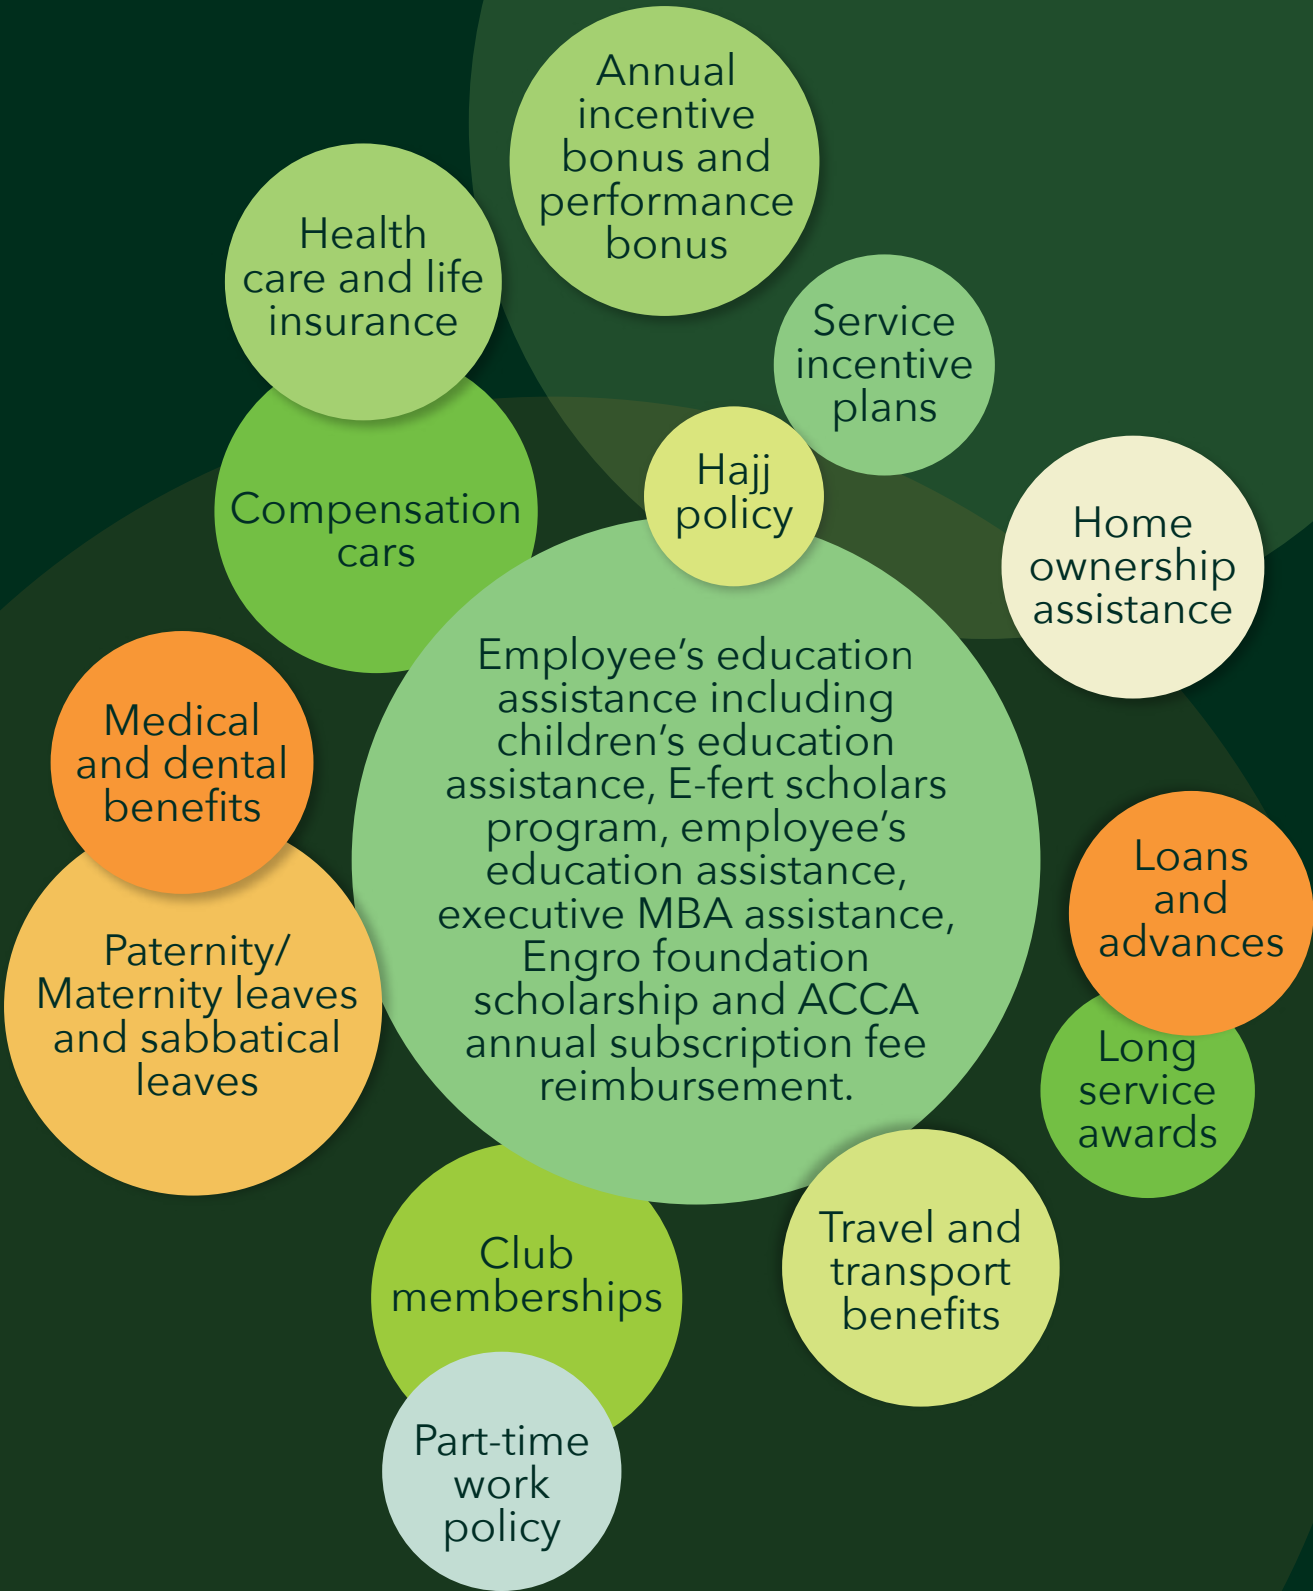 Annual
incentive
bonus and
performance
bonus
Health
care and life
insurance
Service
incentive
plans
Hajj
policy
Compensation
cars
Home
ownership
assistance
Employee’s education
assistance including
children’s education
assistance, E-fert scholars
program, employee’s
education assistance,
executive MBA assistance,
Engro foundation
scholarship and ACCA
annual subscription fee
reimbursement.
Medical
and dental
benefits
Loans
and
advances
Paternity/
Maternity leaves
and sabbatical
leaves
Long
service
awards
Travel and
transport
benefits
Club
memberships
Part-time
work
policy